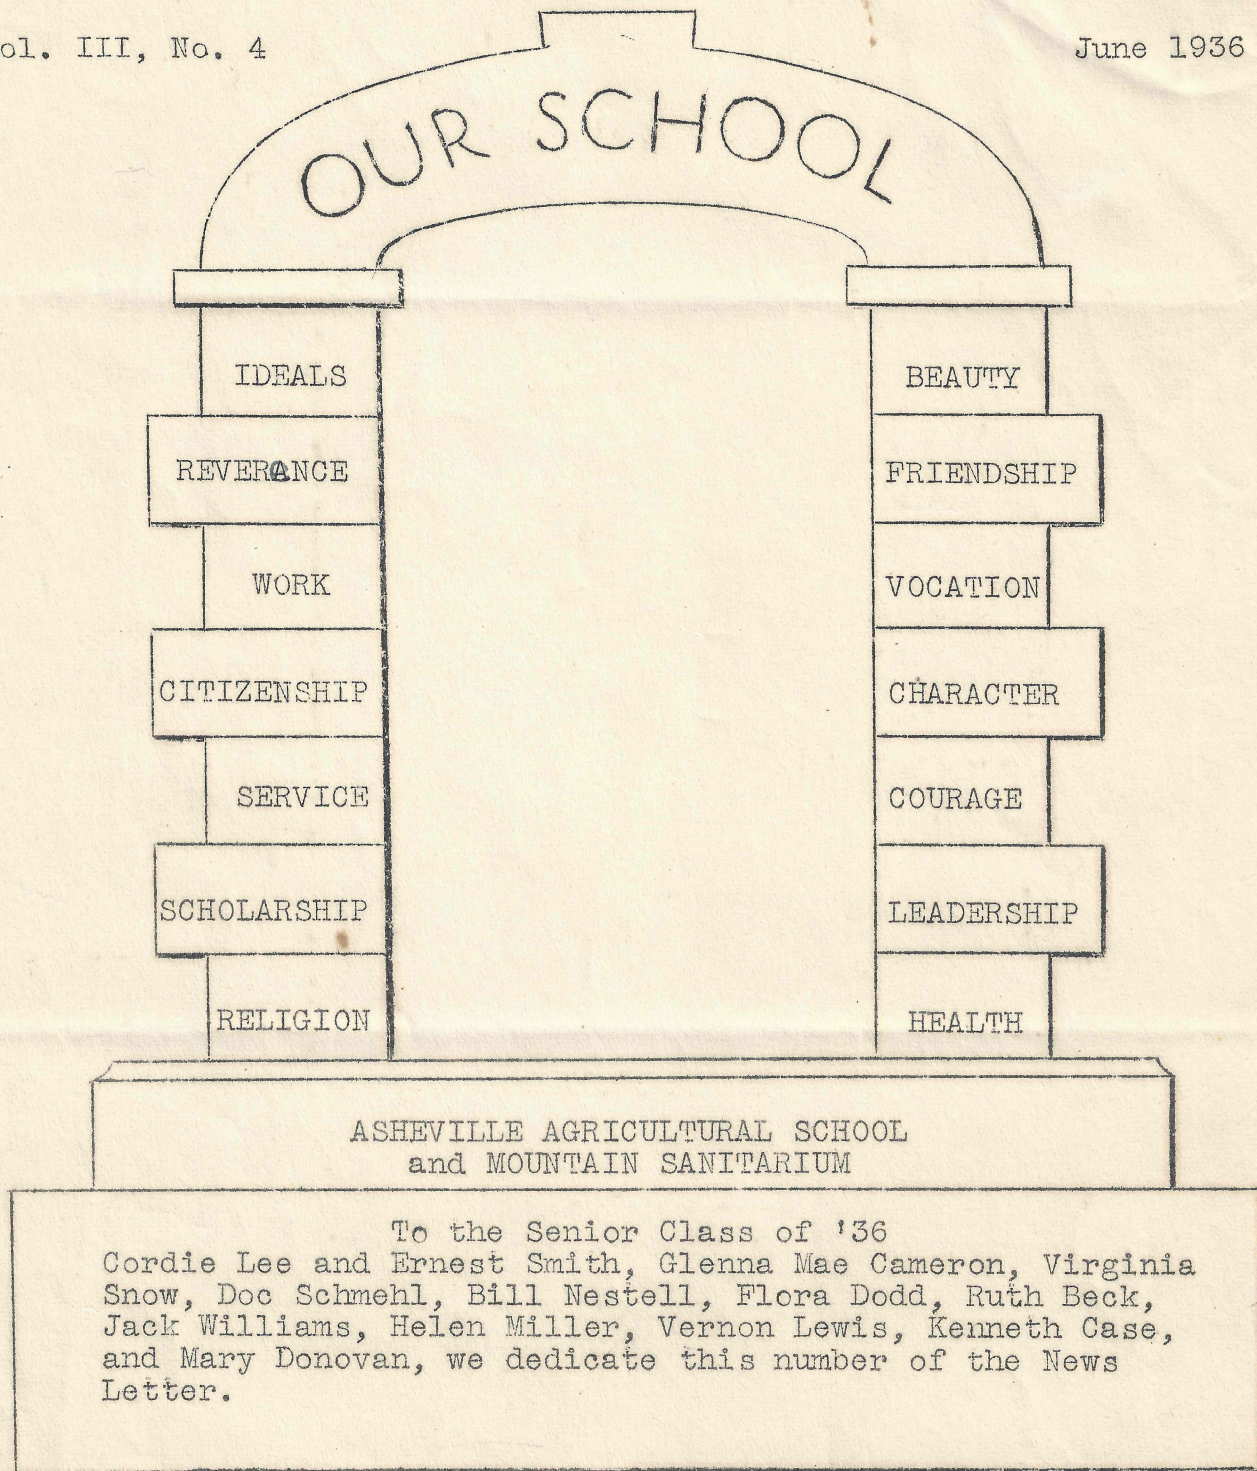 ol. III, No. 4 June 1936
OUR SCHOOL
IDEALS
REVERENCE
WORK
CITIZENSHIP
SERVICE
SCHOLARSHIP
RELIGION
BEAUTY
FRIENDSHIP
VOCATION
CHARACTER
COURAGE
LEADERSHIP
HEALTH
ASHEVILLE AGRICULTURAL SCHOOL
and MOUNTAIN SANITARIUM
To the Senior Class of '36
Cordie Lee and Ernest Smith, Glenna Mae Cameron, Virginia
Snow, Doc Schmehl, Bill Nestell, Flora Dodd, Ruth Beck,
Jack Williams, Helen Miller, Vernon Lewis, Kenneth Case,
and Mary Donovan, we dedicate this number of the News
Letter.